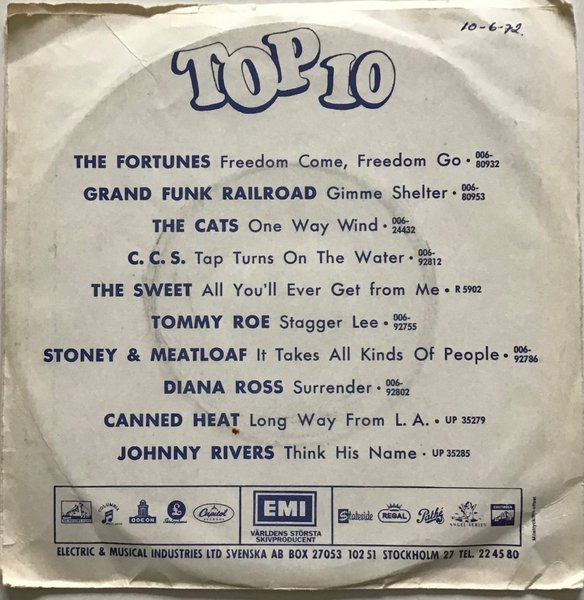 10-6-72.
TOP 10
THE FORTUNES Freedom Come, Freedom Go • 006-80932
GRAND FUNK RAILROAD Gimme Shelter • 006-80953
THE CATS One Way Wind • 006-24432
C. C. S. Tap Turns On The Water • 006-92812
THE SWEET All You'll Ever Get from Me • R 5902
TOMMY ROE Stagger Lee • 006-92755
STONEY & MEATLOAF It Takes All Kinds Of People • 006-92786
DIANA ROSS Surrender • 006-92802
CANNED HEAT Long Way From L. A. • UP 35279
JOHNNY RIVERS Think His Name • UP 35285
COLUMBIA ODEON Parlophone Capitol EMI Stateside REGAL Pathé ANGEL SERIES
VÄRLDENS STÖRSTA
SKIVPRODUCENT
ELECTRIC & MUSICAL INDUSTRIES LTD SVENSKA AB BOX 27053 102 51 STOCKHOLM 27 TEL. 22 45 80